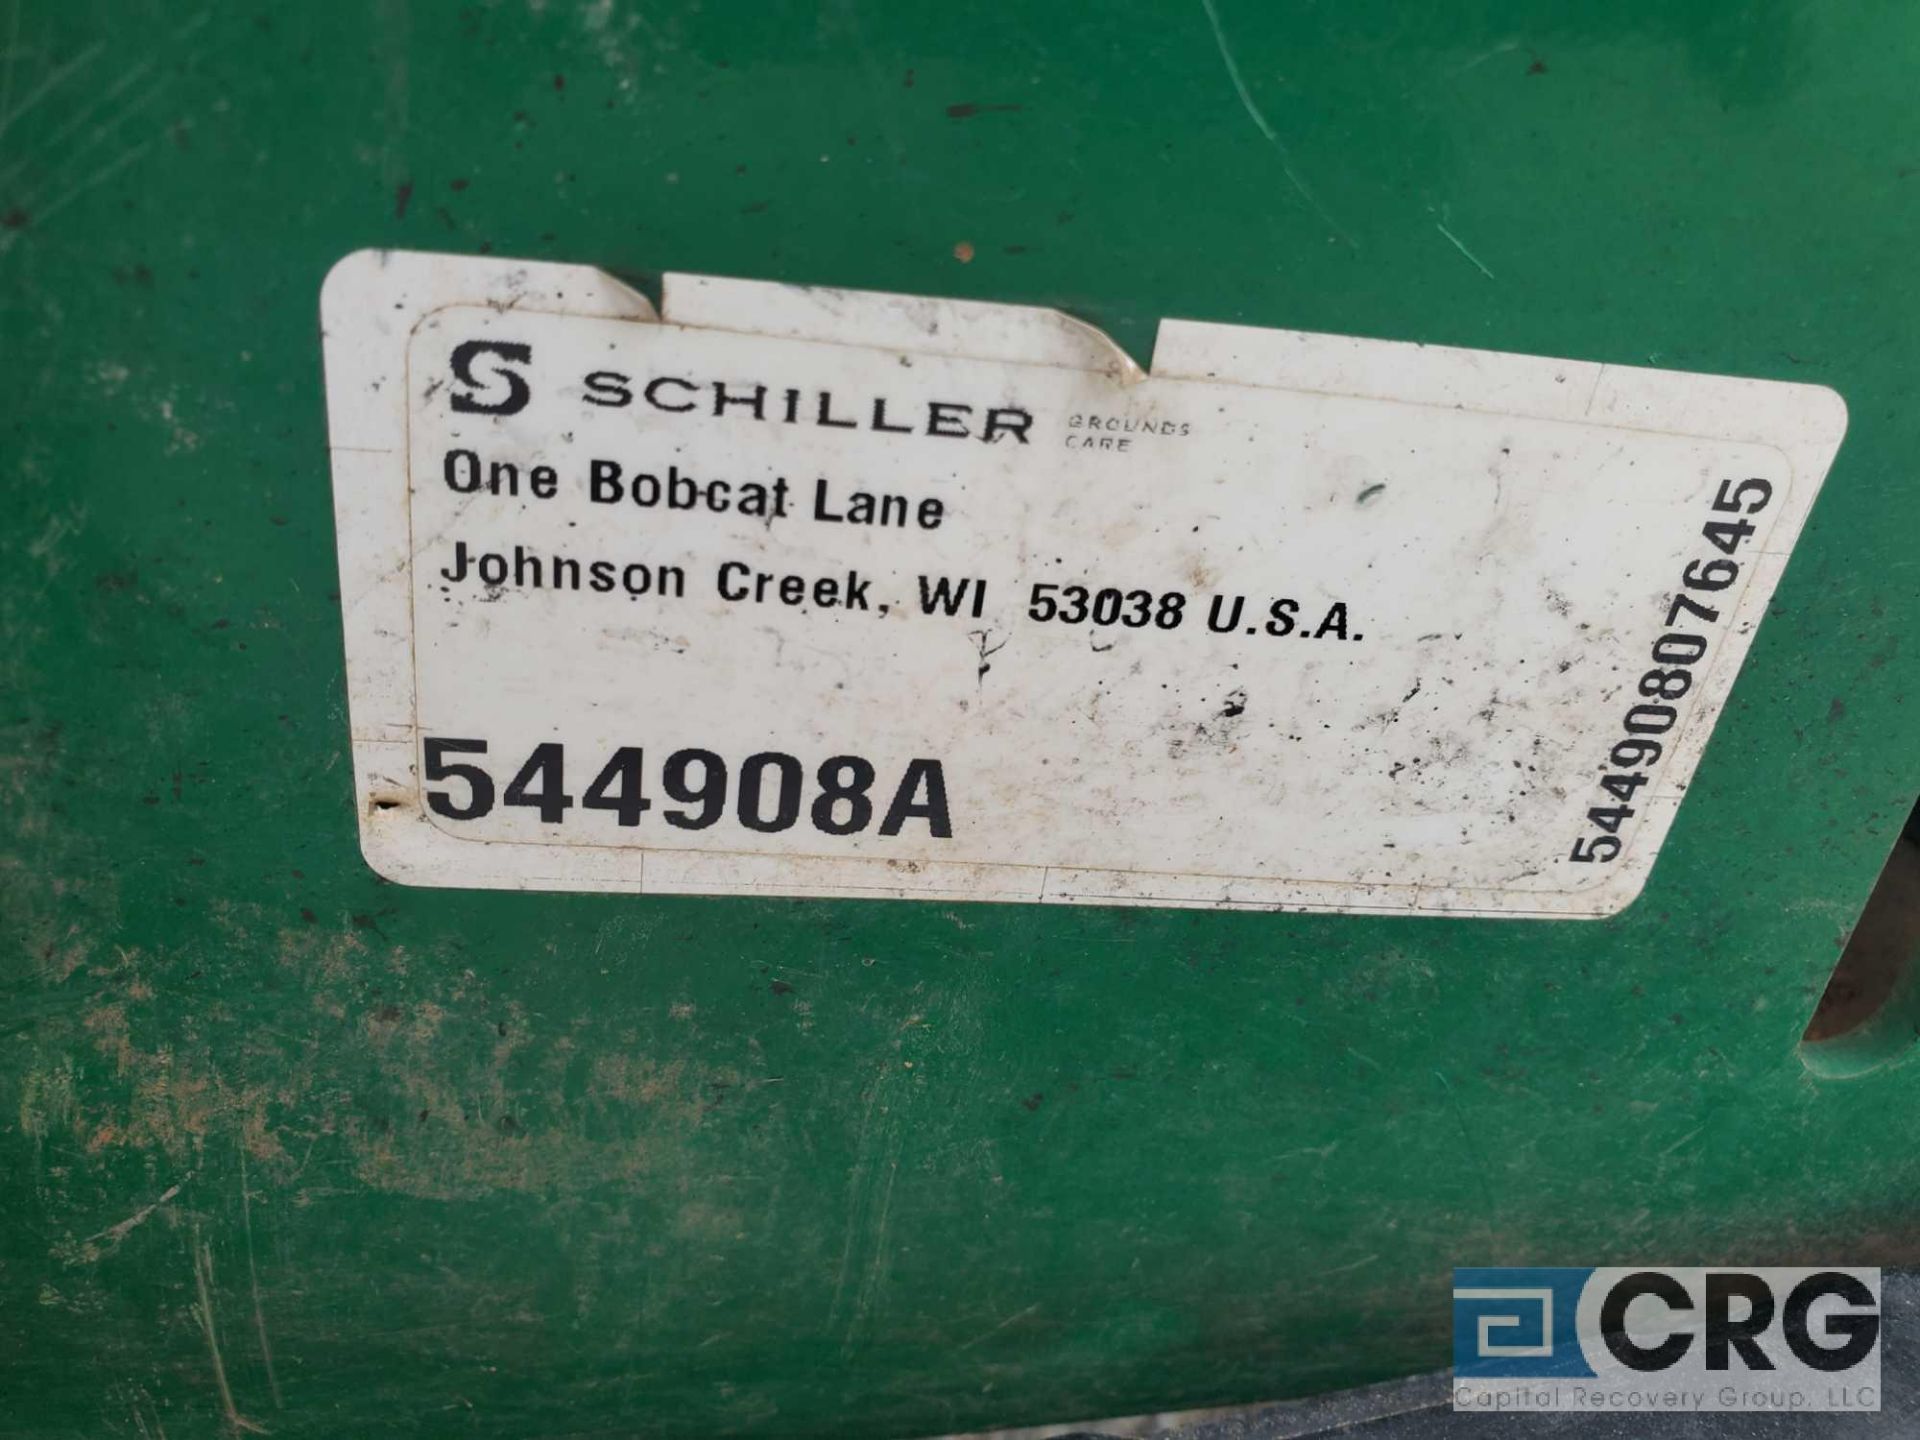 S SCHILLER GROUNDS CARE
One Bobcat Lane
Johnson Creek, WI 53038 U.S.A.
544908A
54490807645
CRG
Capital Recovery Group, LLC